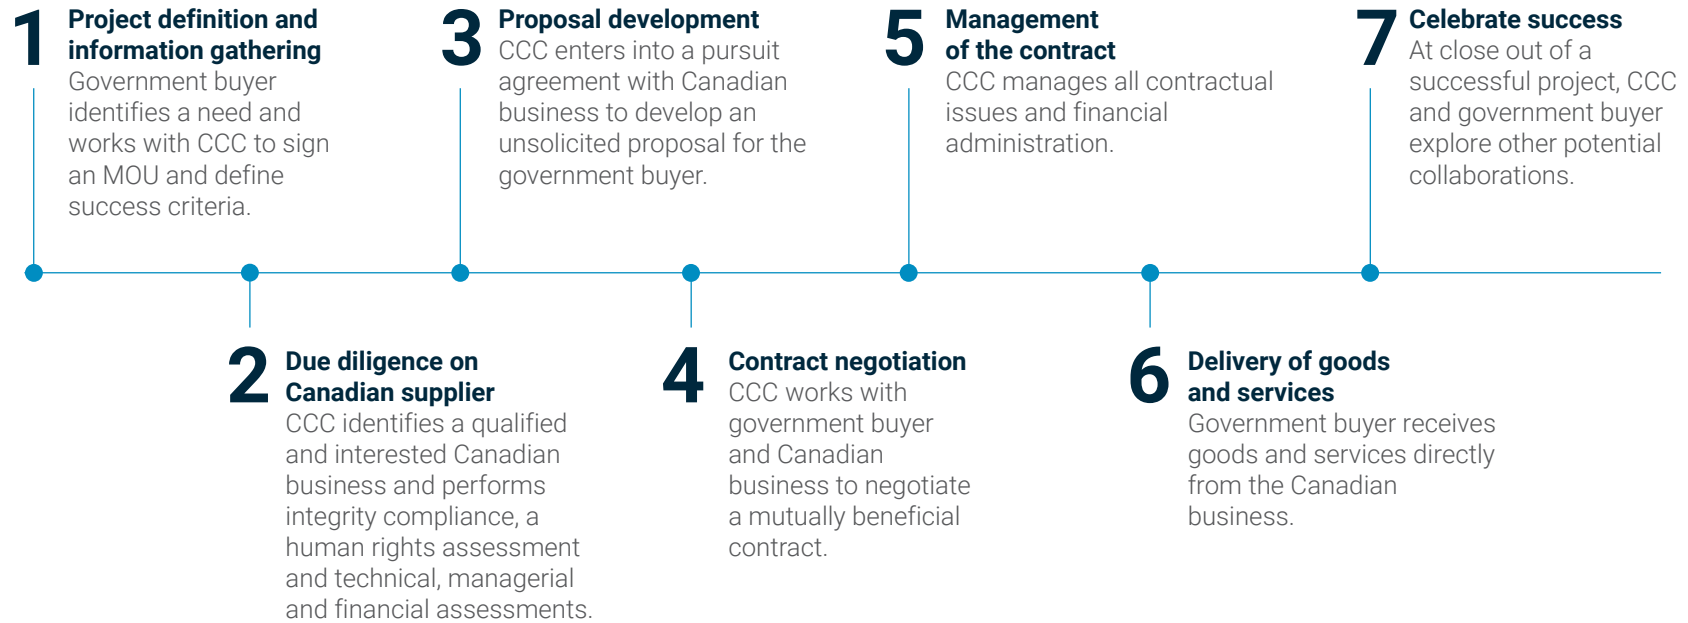 1
Project definition and
information gathering
Government buyer
identifies a need and
works with CCC to sign
an MOU and define
success criteria.
2
Due diligence on
Canadian supplier
CCC identifies a qualified
and interested Canadian
business and performs
integrity compliance, a
human rights assessment
and technical, managerial
and financial assessments.
3
Proposal development
CCC enters into a pursuit
agreement with Canadian
business to develop an
unsolicited proposal for the
government buyer.
4
Contract negotiation
CCC works with
government buyer
and Canadian
business to negotiate
a mutually beneficial
contract.
5
Management
of the contract
CCC manages all contractual
issues and financial
administration.
6
Delivery of goods
and services
Government buyer receives
goods and services directly
from the Canadian
business.
7
Celebrate success
At close out of a
successful project, CCC
and government buyer
explore other potential
collaborations.